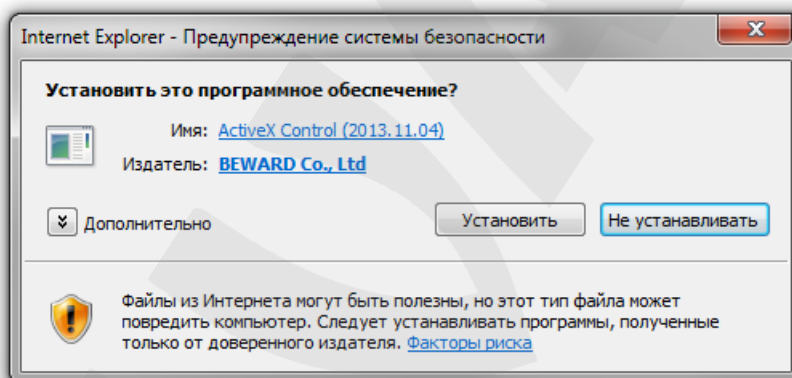 Internet Explorer - Предупреждение системы безопасности
Установить это программное обеспечение?
Имя: ActiveX Control (2013.11.04)
Издатель: BEWARD Co., Ltd
Дополнительно
Установить
Не устанавливать
Файлы из Интернета могут быть полезны, но этот тип файла может
повредить компьютер. Следует устанавливать программы, полученные
только от доверенного издателя. Факторы риска